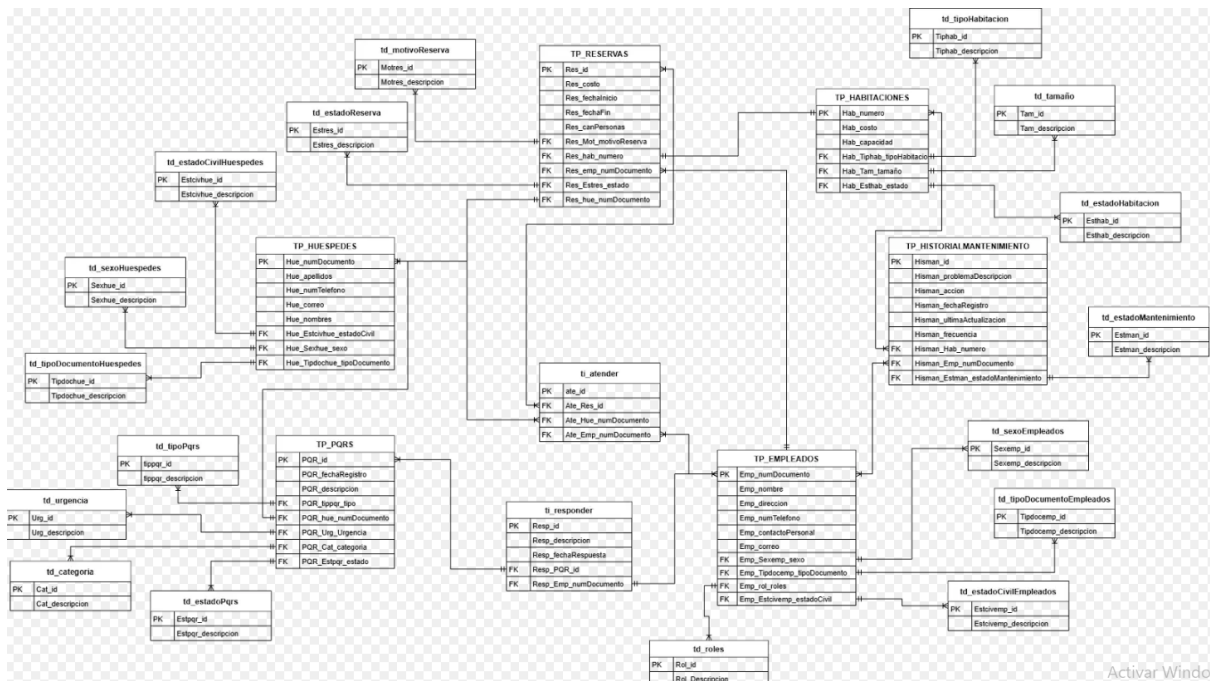 td_tipoHabitacion
PK Tiphab_id
Tiphab_descripcion
td_motivoReserva
PK Motres_id
Motres_descripcion
TP_RESERVAS
PK Res_id
Res_costo
Res_fechaInicio
Res_fechaFin
Res_canPersonas
FK Res_Mot_motivoReserva
FK Res_hab_numero
FK Res_emp_numDocumento
FK Res_Estres_estado
FK Res_hue_numDocumento
TP_HABITACIONES
PK Hab_numero
Hab_costo
Hab_capacidad
FK Hab_Tiphab_tipoHabitacio
FK Hab_Tam_tamaño
FK Hab_Esthab_estado
td_tamaño
PK Tam_id
Tam_descripcion
td_estadoReserva
PK Estres_id
Estres_descripcion
td_estadoCivilHuespedes
PK Estcivhue_id
Estcivhue_descripcion
td_estadoHabitacion
PK Esthab_id
Esthab_descripcion
TP_HUESPEDES
PK Hue_numDocumento
Hue_apellidos
Hue_numTelefono
Hue_correo
Hue_nombres
FK Hue_Estcivhue_estadoCivil
FK Hue_Sexhue_sexo
FK Hue_Tipdochue_tipoDocumento
TP_HISTORIALMANTENIMIENTO
PK Hisman_id
Hisman_problemaDescripcion
Hisman_accion
Hisman_fechaRegistro
Hisman_ultimaActualizacion
Hisman_frecuencia
FK Hisman_Hab_numero
FK Hisman_Emp_numDocumento
FK Hisman_Estman_estadoMantenimiento
td_sexoHuespedes
PK Sexhue_id
Sexhue_descripcion
td_estadoMantenimiento
PK Estman_id
Estman_descripcion
td_tipoDocumentoHuespedes
PK Tipdochue_id
Tipdochue_descripcion
ti_atender
PK ate_id
FK Ate_Res_id
FK Ate_Hue_numDocumento
FK Ate_Emp_numDocumento
td_sexoEmpleados
PK Sexemp_id
Sexemp_descripcion
td_tipoPqrs
PK tippqr_id
tippqr_descripcion
TP_PQRS
PK PQR_id
PQR_fechaRegistro
PQR_descripcion
FK PQR_tippqr_tipo
FK PQR_hue_numDocumento
FK PQR_Urg_Urgencia
FK PQR_Cat_categoria
FK PQR_Estpqr_estado
TP_EMPLEADOS
PK Emp_numDocumento
Emp_nombre
Emp_direccion
Emp_numTelefono
Emp_contactoPersonal
Emp_correo
FK Emp_Sexemp_sexo
FK Emp_Tipdocemp_tipoDocumento
FK Emp_rol_roles
FK Emp_Estcivemp_estadoCivil
td_urgencia
PK Urg_id
Urg_descripcion
td_tipoDocumentoEmpleados
PK Tipdocemp_id
Tipdocemp_descripcion
ti_responder
PK Resp_id
Resp_descripcion
Resp_fechaRespuesta
FK Resp_PQR_id
FK Resp_Emp_numDocumento
td_categoria
PK Cat_id
Cat_descripcion
td_estadoPqrs
PK Estpqr_id
Estpqr_descripcion
td_estadoCivilEmpleados
PK Estcivemp_id
Estcivemp_descripcion
td_roles
PK Rol_id
Rol_Descripcion
Activar Windo